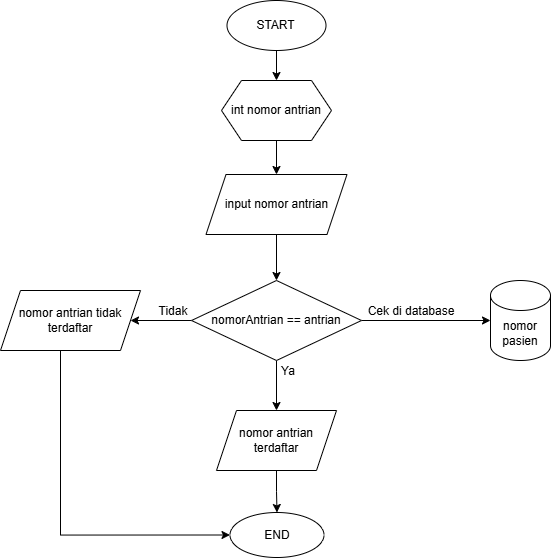 START
int nomor antrian
input nomor antrian
nomor antrian tidak
terdaftar
Tidak
nomorAntrian == antrian
Cek di database
nomor
pasien
Ya
nomor antrian
terdaftar
END